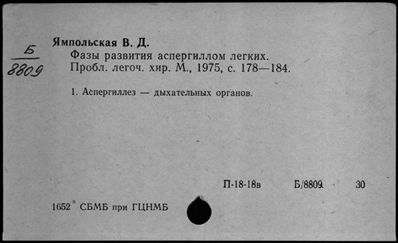 Б
8809
Ямпольская В. Д.
Фазы развития аспергиллом легких.
Пробл. легоч. хир. М., 1975, с. 178—184.
1. Аспергиллез — дыхательных органов.
П-18-18в Б/8809. 30
1652* СБМБ при ГЦНМБ